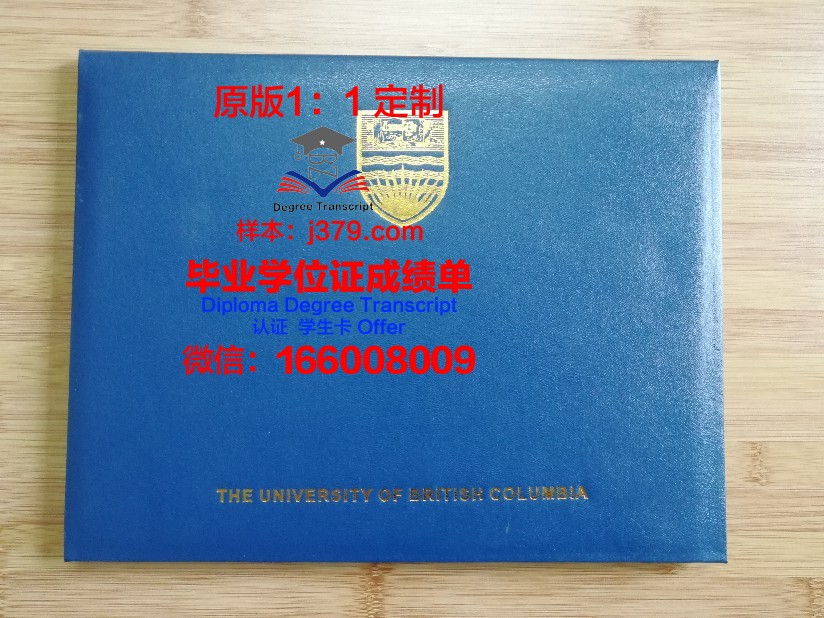 原版1：1 定制
Degree Transcript
样本：j379.com
毕业学位证成绩单
Diploma Degree Transcript
认证 学生卡 Offer
微信：166008009
THE UNIVERSITY OF BRITISH COLUMBIA